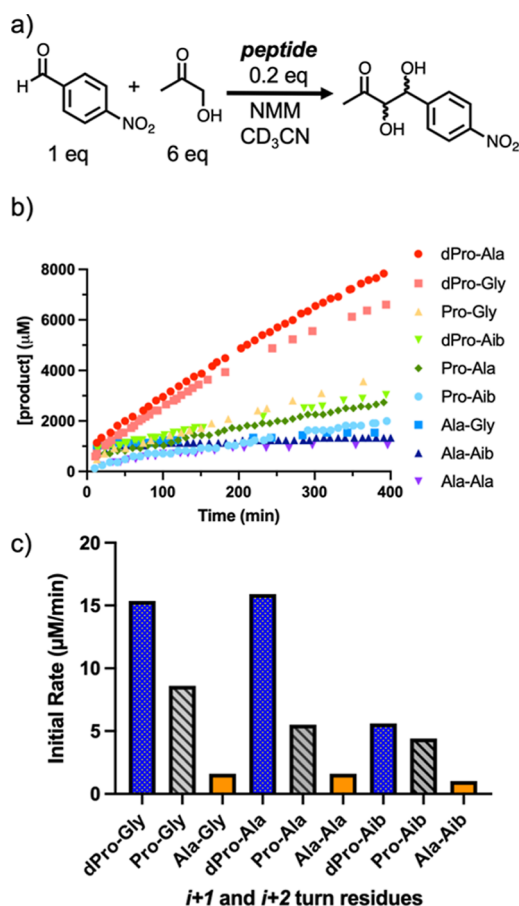 a)
O
H
NO2
1 eq
+
O
OH
6 eq
peptide
0.2 eq
NMM
CD3CN
O
OH
OH
NO2
b)
[product] (μM)
8000
6000
4000
2000
0
0 100 200 300 400
Time (min)
dPro-Ala
dPro-Gly
Pro-Gly
dPro-Aib
Pro-Ala
Pro-Aib
Ala-Gly
Ala-Aib
Ala-Ala
c)
Initial Rate (μM/min)
20
15
10
5
0
dPro-Gly
Pro-Gly
Ala-Gly
dPro-Ala
Pro-Ala
Ala-Ala
dPro-Aib
Pro-Aib
Ala-Aib
i+1 and i+2 turn residues